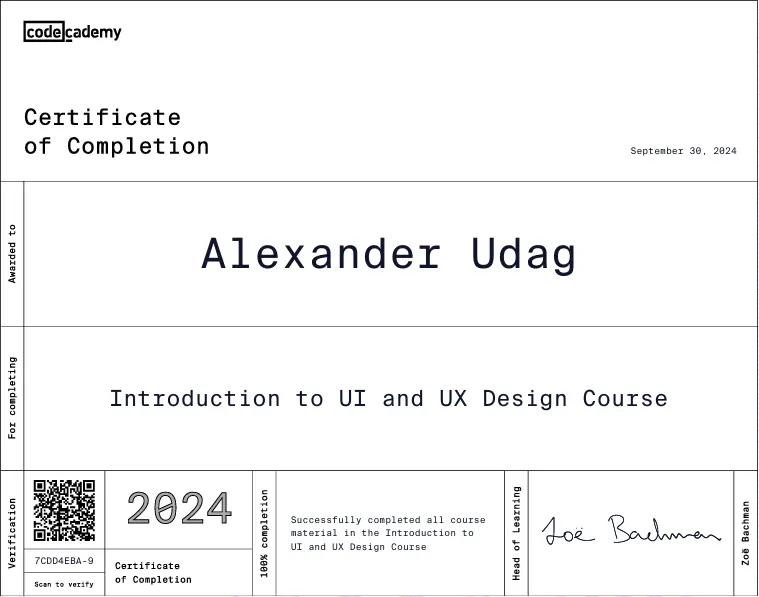 codecademy
Certificate
of Completion
September 30, 2024
Awarded to
Alexander Udag
For completing
Introduction to UI and UX Design Course
Verification
7CDD4EBA-9
Scan to verify
2024
Certificate
of Completion
100% completion
Successfully completed all course
material in the Introduction to
UI and UX Design Course
Head of Learning
Zoë Bachman
Zoë Bachman